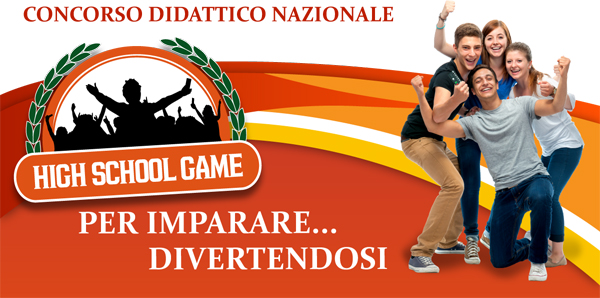 CONCORSO DIDATTICO NAZIONALE
HIGH SCHOOL GAME
PER IMPARARE...
DIVERTENDOSI